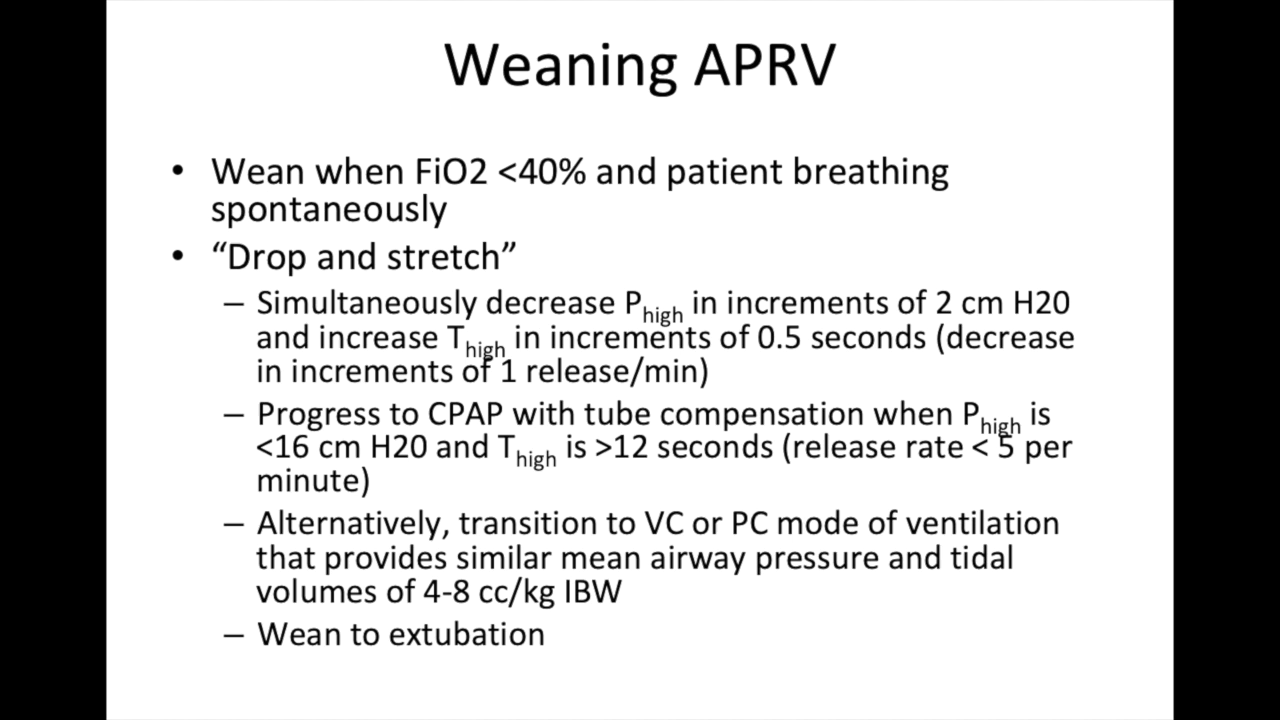 Weaning APRV
• Wean when FiO2 <40% and patient breathing
spontaneously
• “Drop and stretch”
– Simultaneously decrease Phigh in increments of 2 cm H20
and increase Thigh in increments of 0.5 seconds (decrease
in increments of 1 release/min)
– Progress to CPAP with tube compensation when Phigh is
<16 cm H20 and Thigh is >12 seconds (release rate < 5 per
minute)
– Alternatively, transition to VC or PC mode of ventilation
that provides similar mean airway pressure and tidal
volumes of 4-8 cc/kg IBW
– Wean to extubation